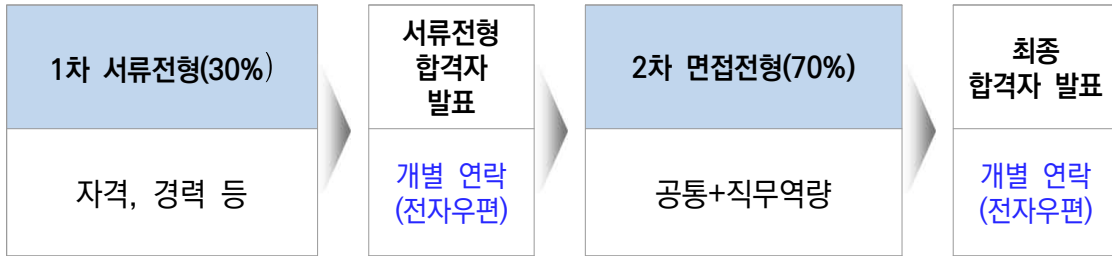 1차 서류전형(30%)
자격, 경력 등
서류전형
합격자
발표
개별 연락
(전자우편)
2차 면접전형(70%)
공통+직무역량
최종
합격자 발표
개별 연락
(전자우편)